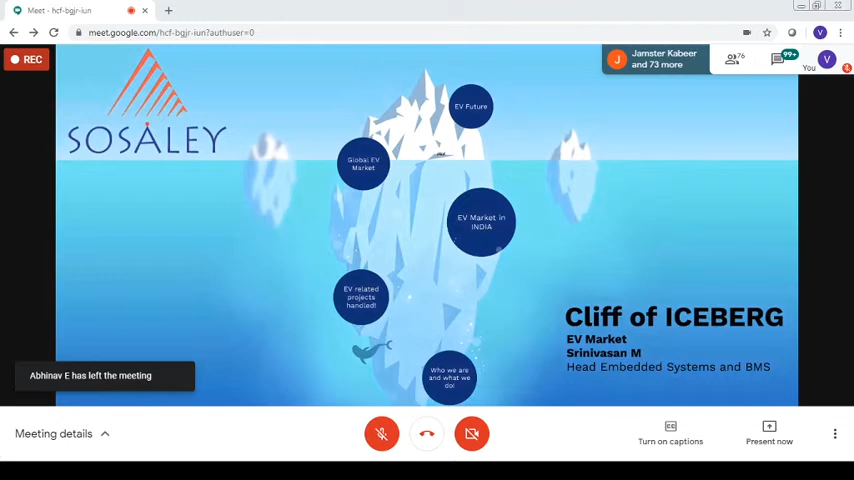 Meet - hcf-bgjr-iun
meet.google.com/hcf-bgjr-iun?authuser=0
V
REC
J
Jamster Kabeer
and 73 more
76
99+
You
V
SOSALEY
EV Future
Global EV
Market
EV Market in
INDIA
EV related
projects
handled!
Who we are
and what we
do!
Cliff of ICEBERG
EV Market
Srinivasan M
Head Embedded Systems and BMS
Abhinav E has left the meeting
Meeting details
Turn on captions
Present now